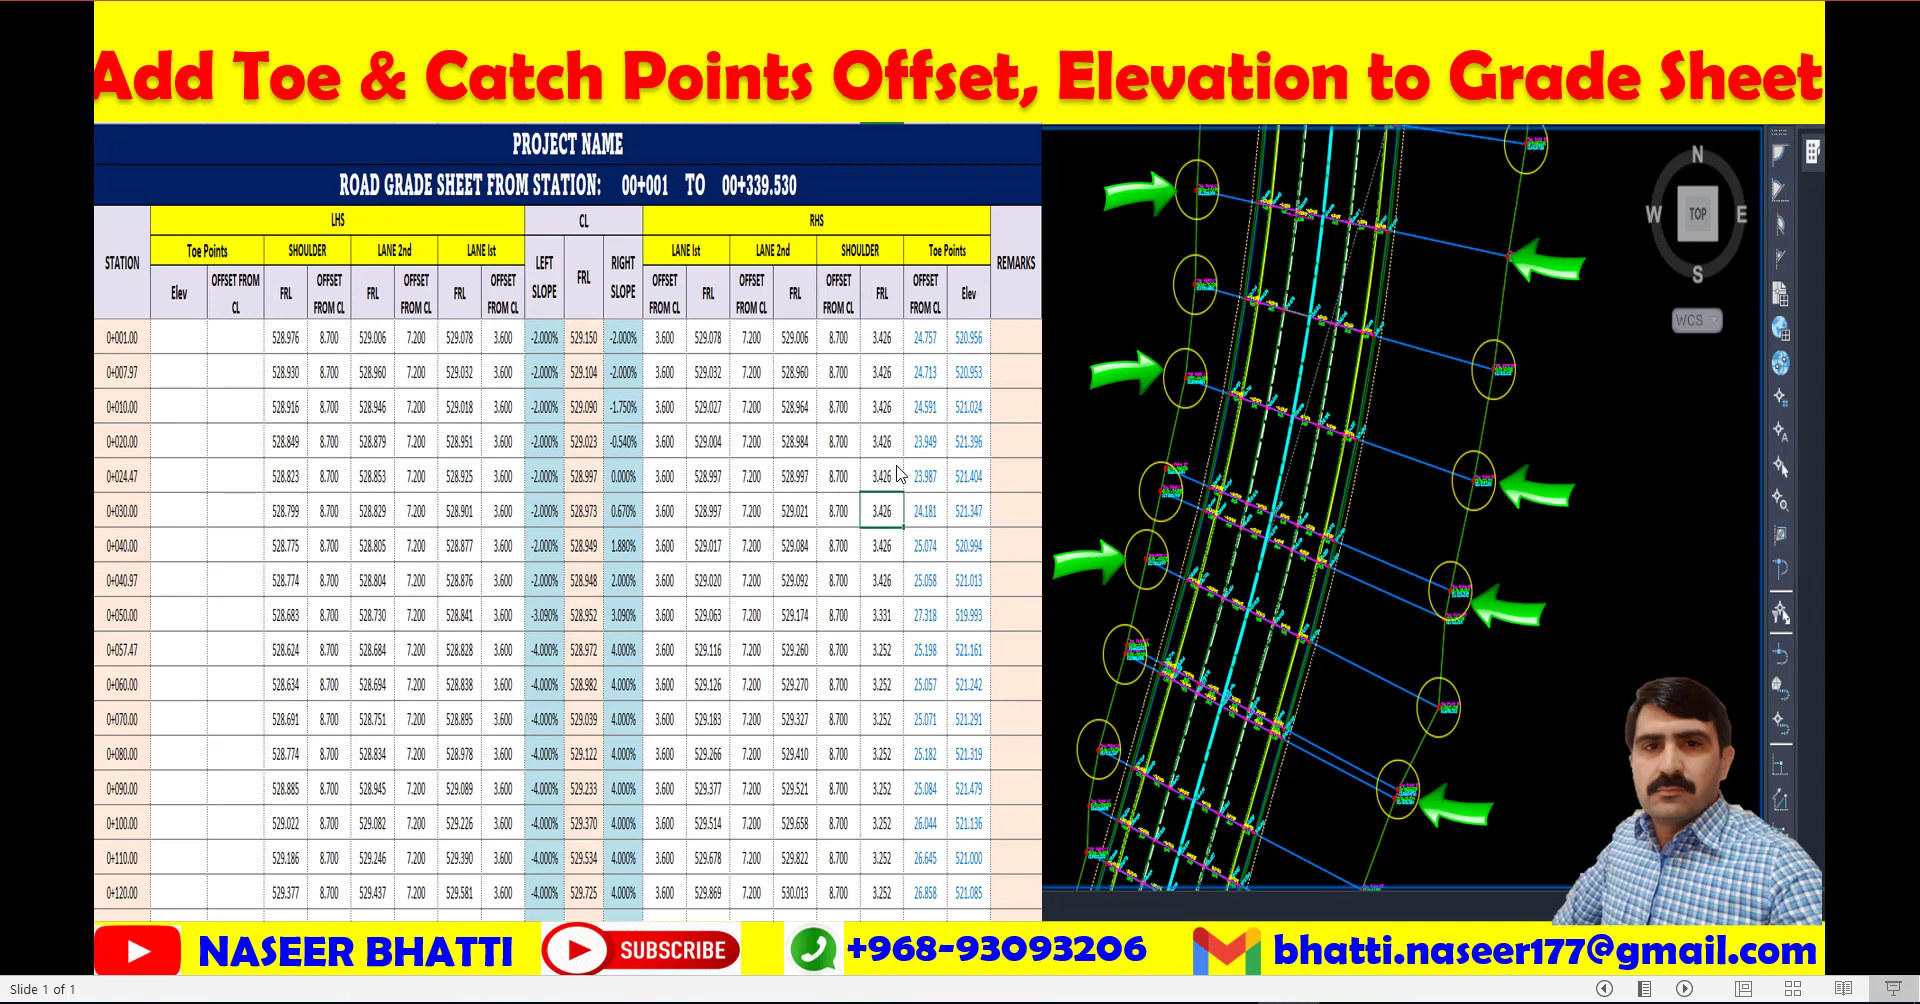 Add Toe & Catch Points Offset, Elevation to Grade Sheet
PROJECT NAME
ROAD GRADE SHEET FROM STATION: 00+001 TO 00+339.530
STATION LHS CL RHS REMARKS
Toe Points SHOULDER LANE 2nd LANE Ist LEFT SLOPE FRL RIGHT SLOPE LANE Ist LANE 2nd SHOULDER Toe Points
Elev OFFSET FROM CL FRL OFFSET FROM CL FRL OFFSET FROM CL FRL OFFSET FROM CL OFFSET FROM CL FRL OFFSET FROM CL FRL OFFSET FROM CL FRL OFFSET FROM CL Elev
0+001.00 528.976 8.700 529.006 7.200 529.078 3.600 -2.000% 529.150 -2.000% 3.600 529.078 7.200 529.006 8.700 3.426 24.757 520.956
0+007.97 528.930 8.700 528.960 7.200 529.032 3.600 -2.000% 529.104 -2.000% 3.600 529.032 7.200 528.960 8.700 3.426 24.713 520.953
0+010.00 528.916 8.700 528.946 7.200 529.018 3.600 -2.000% 529.090 -1.750% 3.600 529.027 7.200 528.964 8.700 3.426 24.591 521.024
0+020.00 528.849 8.700 528.879 7.200 528.951 3.600 -2.000% 529.023 -0.540% 3.600 529.004 7.200 528.984 8.700 3.426 23.949 521.396
0+024.47 528.823 8.700 528.853 7.200 528.925 3.600 -2.000% 528.997 0.000% 3.600 528.997 7.200 528.997 8.700 3.426 23.987 521.404
0+030.00 528.799 8.700 528.829 7.200 528.901 3.600 -2.000% 528.973 0.670% 3.600 528.997 7.200 529.021 8.700 3.426 24.181 521.347
0+040.00 528.775 8.700 528.805 7.200 528.877 3.600 -2.000% 528.949 1.880% 3.600 529.017 7.200 529.084 8.700 3.426 25.074 520.994
0+040.97 528.774 8.700 528.804 7.200 528.876 3.600 -2.000% 528.948 2.000% 3.600 529.020 7.200 529.092 8.700 3.426 25.058 521.013
0+050.00 528.683 8.700 528.730 7.200 528.841 3.600 -3.090% 528.952 3.090% 3.600 529.063 7.200 529.174 8.700 3.331 27.318 519.993
0+057.47 528.624 8.700 528.684 7.200 528.828 3.600 -4.000% 528.972 4.000% 3.600 529.116 7.200 529.260 8.700 3.252 25.198 521.161
0+060.00 528.634 8.700 528.694 7.200 528.838 3.600 -4.000% 528.982 4.000% 3.600 529.126 7.200 529.270 8.700 3.252 25.057 521.242
0+070.00 528.691 8.700 528.751 7.200 528.895 3.600 -4.000% 529.039 4.000% 3.600 529.183 7.200 529.327 8.700 3.252 25.071 521.291
0+080.00 528.774 8.700 528.834 7.200 528.978 3.600 -4.000% 529.122 4.000% 3.600 529.266 7.200 529.410 8.700 3.252 25.182 521.319
0+090.00 528.885 8.700 528.945 7.200 529.089 3.600 -4.000% 529.233 4.000% 3.600 529.377 7.200 529.521 8.700 3.252 25.084 521.479
0+100.00 529.022 8.700 529.082 7.200 529.226 3.600 -4.000% 529.370 4.000% 3.600 529.514 7.200 529.658 8.700 3.252 26.044 521.136
0+110.00 529.186 8.700 529.246 7.200 529.390 3.600 -4.000% 529.534 4.000% 3.600 529.678 7.200 529.822 8.700 3.252 26.645 521.000
0+120.00 529.377 8.700 529.437 7.200 529.581 3.600 -4.000% 529.725 4.000% 3.600 529.869 7.200 530.013 8.700 3.252 26.858 521.085
N
W TOP E
S
WCS
NASEER BHATTI SUBSCRIBE +968-93093206 bhatti.naseer177@gmail.com
Slide 1 of 1